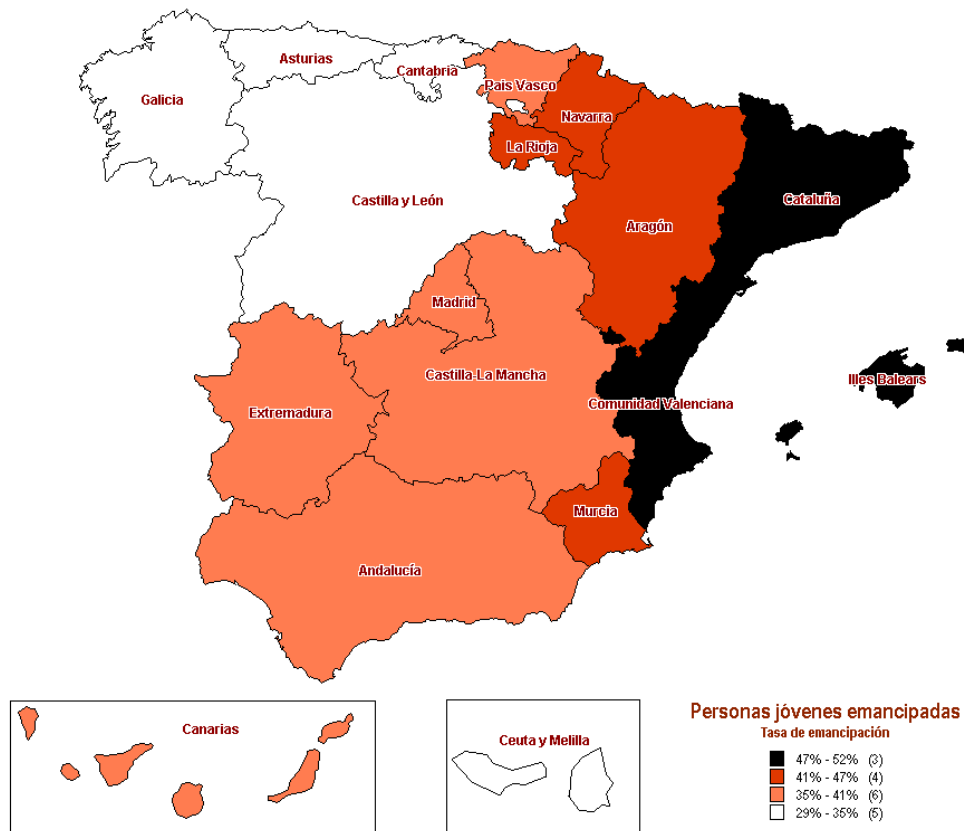 Asturias
Cantabria
Pais Vasco
Galicia
Navarra
La Rioja
Castilla y León
Cataluña
Aragón
Madrid
Castilla-La Mancha
Illes Balears
Comunidad Valenciana
Extremadura
Murcia
Andalucía
Canarias
Ceuta y Melilla
Personas jóvenes emancipadas
Tasa de emancipación
47% - 52% (3)
41% - 47% (4)
35% - 41% (6)
29% - 35% (5)